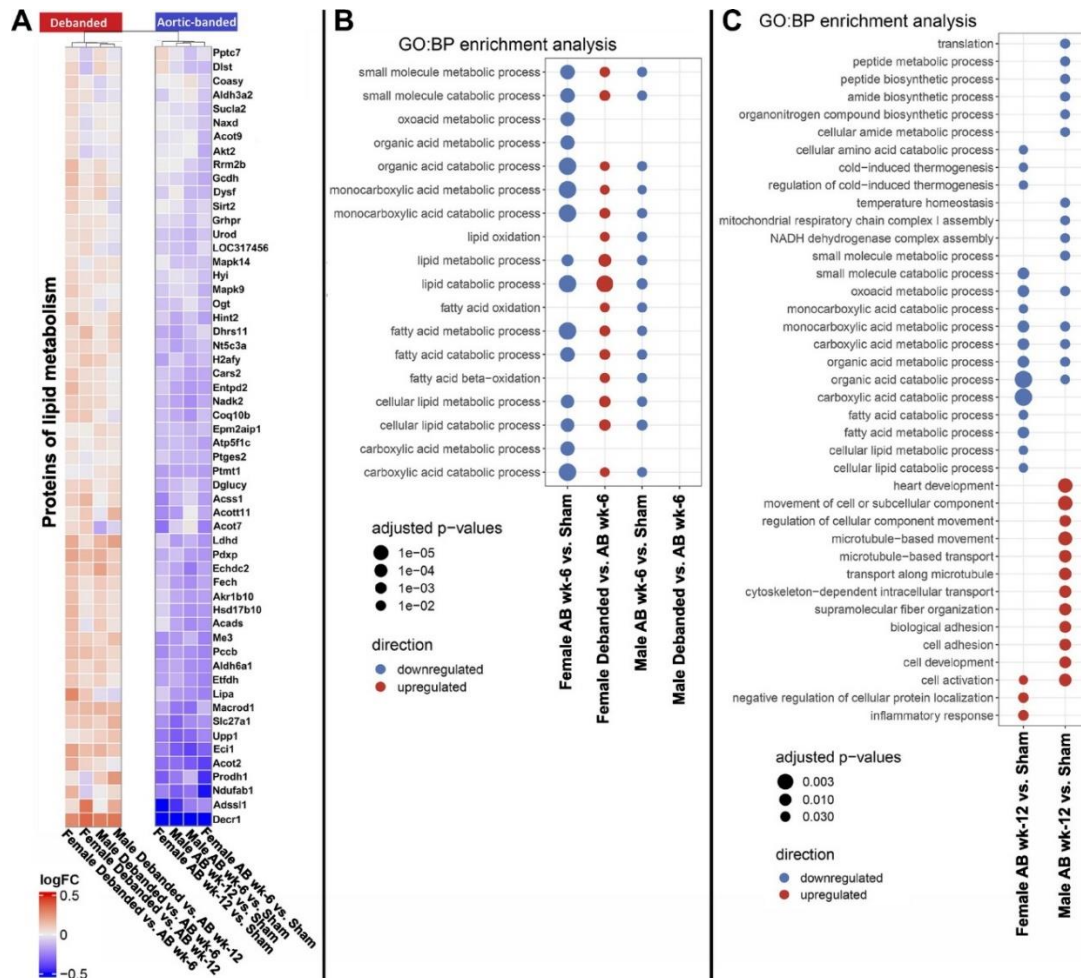 A
Debanded
Aortic-banded
Proteins of lipid metabolism
Pptc7
Dlst
Coasy
Aldh3a2
Sucla2
Naxd
Acot9
Akt2
Rrm2b
Gcdh
Dysf
Sirt2
Grhpr
Urod
LOC317456
Mapk14
Hyi
Mapk9
Ogt
Hint2
Dhrs11
Nt5c3a
H2afy
Cars2
Entpd2
Nadk2
Coq10b
Epm2aip1
Atp5f1c
Ptges2
Ptmt1
Dglucy
Acss1
Acott11
Acot7
Ldhd
Pdxp
Echdc2
Fech
Akr1b10
Hsd17b10
Acads
Me3
Pccb
Aldh6a1
Etfdh
Lipa
Macrod1
Slc27a1
Upp1
Eci1
Acot2
Prodh1
Ndufab1
Adssl1
Decr1
Female Debanded vs. AB wk-6
Female Debanded vs. AB wk-12
Male Debanded vs. AB wk-6
Male Debanded vs. AB wk-12
Female AB wk-12 vs. Sham
Male AB wk-12 vs. Sham
Male AB wk-6 vs. Sham
Female AB wk-6 vs. Sham
logFC
0.5
0
-0.5
B
GO:BP enrichment analysis
small molecule metabolic process
small molecule catabolic process
oxoacid metabolic process
organic acid metabolic process
organic acid catabolic process
monocarboxylic acid metabolic process
monocarboxylic acid catabolic process
lipid oxidation
lipid metabolic process
lipid catabolic process
fatty acid oxidation
fatty acid metabolic process
fatty acid catabolic process
fatty acid beta-oxidation
cellular lipid metabolic process
cellular lipid catabolic process
carboxylic acid metabolic process
carboxylic acid catabolic process
adjusted p-values
1e-05
1e-04
1e-03
1e-02
direction
downregulated
upregulated
Female AB wk-6 vs. Sham
Female Debanded vs. AB wk-6
Male AB wk-6 vs. Sham
Male Debanded vs. AB wk-6
C
GO:BP enrichment analysis
translation
peptide metabolic process
peptide biosynthetic process
amide biosynthetic process
organonitrogen compound biosynthetic process
cellular amide metabolic process
cellular amino acid catabolic process
cold-induced thermogenesis
regulation of cold-induced thermogenesis
temperature homeostasis
mitochondrial respiratory chain complex I assembly
NADH dehydrogenase complex assembly
small molecule metabolic process
small molecule catabolic process
oxoacid metabolic process
monocarboxylic acid catabolic process
monocarboxylic acid metabolic process
carboxylic acid metabolic process
organic acid metabolic process
organic acid catabolic process
carboxylic acid catabolic process
fatty acid catabolic process
fatty acid metabolic process
cellular lipid metabolic process
cellular lipid catabolic process
heart development
movement of cell or subcellular component
regulation of cellular component movement
microtubule-based movement
microtubule-based transport
transport along microtubule
cytoskeleton-dependent intracellular transport
supramolecular fiber organization
biological adhesion
cell adhesion
cell development
cell activation
negative regulation of cellular protein localization
inflammatory response
adjusted p-values
0.003
0.010
0.030
direction
downregulated
upregulated
Female AB wk-12 vs. Sham
Male AB wk-12 vs. Sham